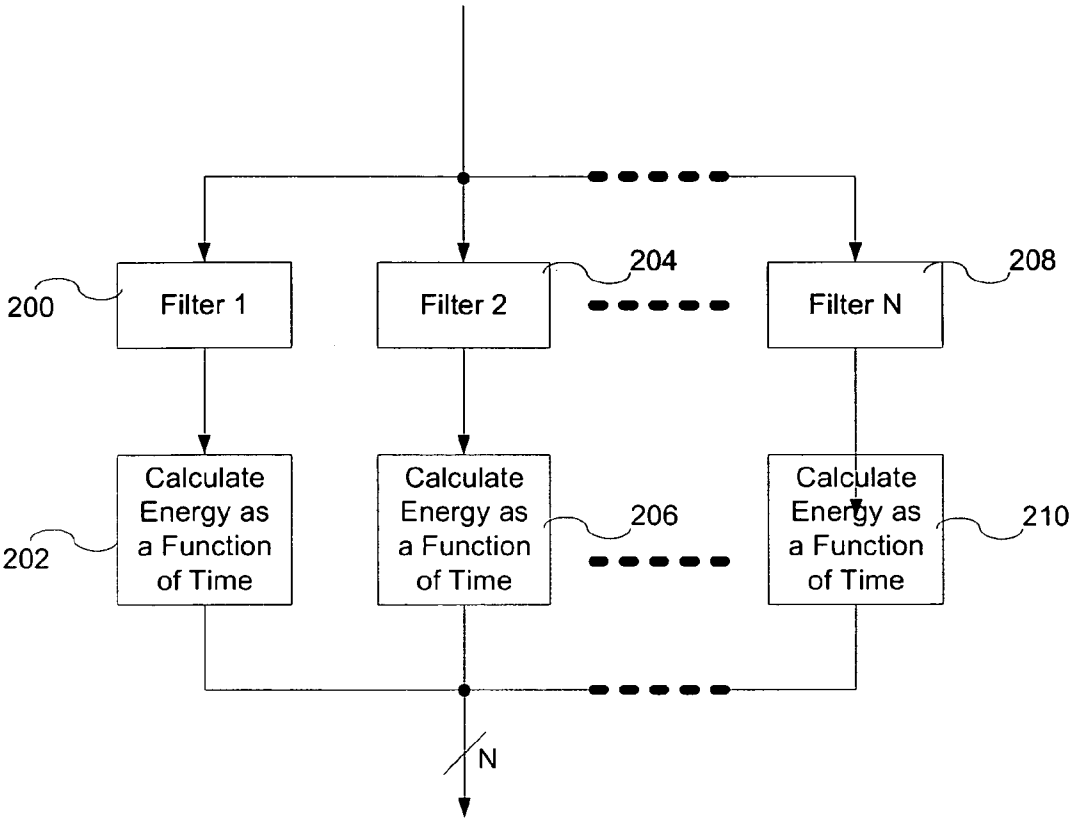 200
Filter 1
Filter 2
204
Filter N
208
202
Calculate
Energy as
a Function
of Time
Calculate
Energy as
a Function
of Time
206
Calculate
Energy as
a Function
of Time
210
N